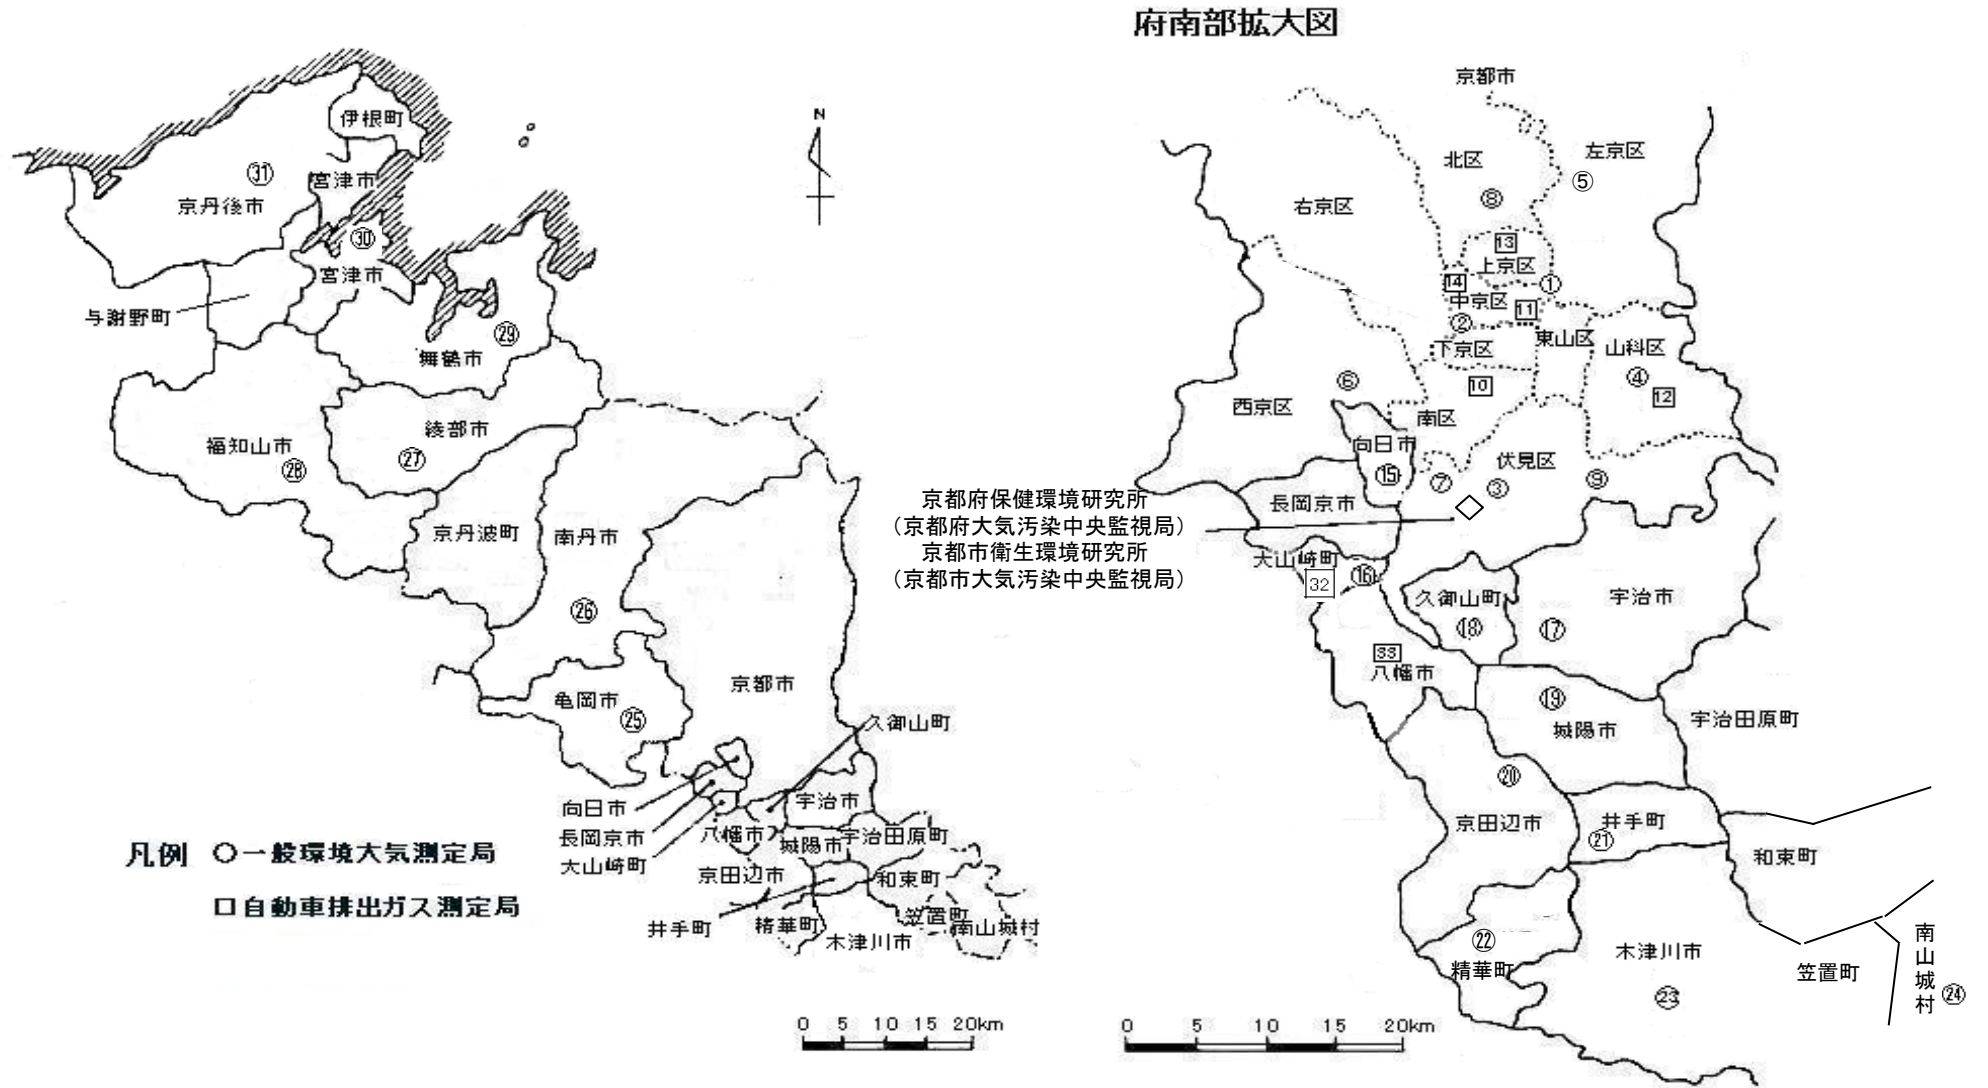 府南部拡大図
N
伊根町
㉛
宮津市
京丹後市
㉚
宮津市
与謝野町
㉙
舞鶴市
綾部市
㉗
福知山市
㉘
京丹波町
南丹市
㉖
亀岡市
㉕
京都市
久御山町
向日市
長岡京市
大山崎町
八幡市
宇治市
城陽市
宇治田原町
京田辺市
和束町
井手町
精華町
木津川市
笠置町
南山城村
凡例 ○一般環境大気測定局
□自動車排出ガス測定局
0 5 10 15 20km
京都市
北区
左京区
⑤
⑧
右京区
13
上京区
14
①
中京区
11
②
下京区
東山区
山科区
⑥
10
④
12
西京区
南区
向日市
⑮
伏見区
⑦
③
⑨
長岡京市
京都府保健環境研究所
(京都府大気汚染中央監視局)
京都市衛生環境研究所
(京都市大気汚染中央監視局)
大山崎町
⑯
32
久御山町
⑱
宇治市
⑰
33
八幡市
⑲
城陽市
宇治田原町
⑳
京田辺市
井手町
㉑
和束町
㉒
精華町
木津川市
㉓
笠置町
南山城村
㉔
0 5 10 15 20km